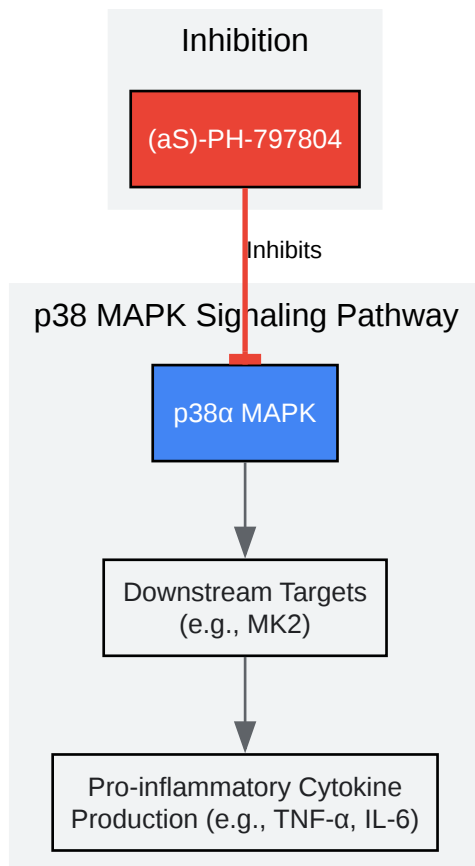 Inhibition
(aS)-PH-797804
Inhibits
p38 MAPK Signaling Pathway
p38α MAPK
Downstream Targets
(e.g., MK2)
Pro-inflammatory Cytokine
Production (e.g., TNF-α, IL-6)